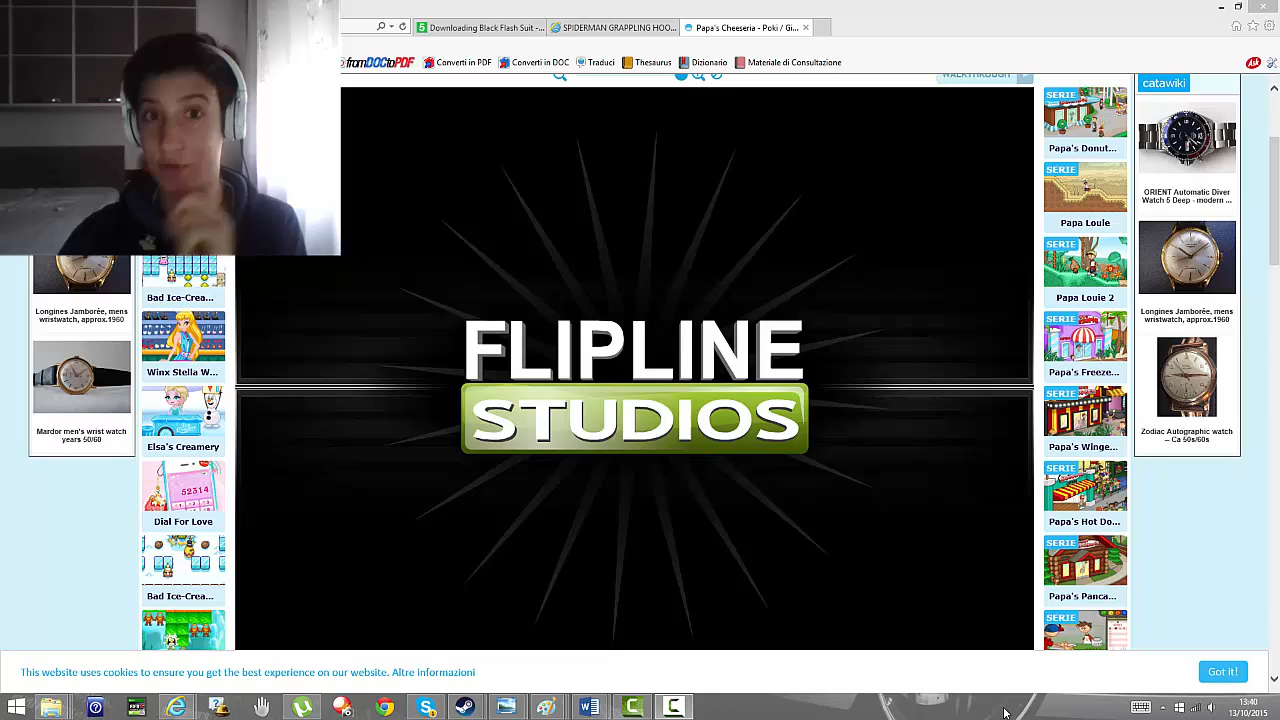 Downloading Black Flash Suit -...
SPIDERMAN GRAPPLING HOO...
Papa's Cheeseria - Poki / Gi...
fromDOCtoPDF
Converti in PDF
Converti in DOC
Traduci
Thesaurus
Dizionario
Materiale di Consultazione
Ask
WALKTHROUGH
Longines Jamborée, mens
wristwatch, approx.1960
Mardor men's wrist watch
years 50/60
Bad Ice-Crea...
Winx Stella W...
Elsa's Creamery
52314
Dial For Love
Bad Ice-Crea...
FLIPLINE
STUDIOS
SERIE
Papa's Donut...
SERIE
Papa Louie
SERIE
Papa Louie 2
SERIE
Papa's Freeze...
SERIE
Papa's Winge...
SERIE
Papa's Hot Do...
SERIE
Papa's Panca...
SERIE
catawiki
ORIENT Automatic Diver
Watch 5 Deep - modern ...
Longines Jamborée, mens
wristwatch, approx.1960
Zodiac Autographic watch
– Ca 50s/60s
This website uses cookies to ensure you get the best experience on our website. Altre informazioni
Got it!
13:40
13/10/2015